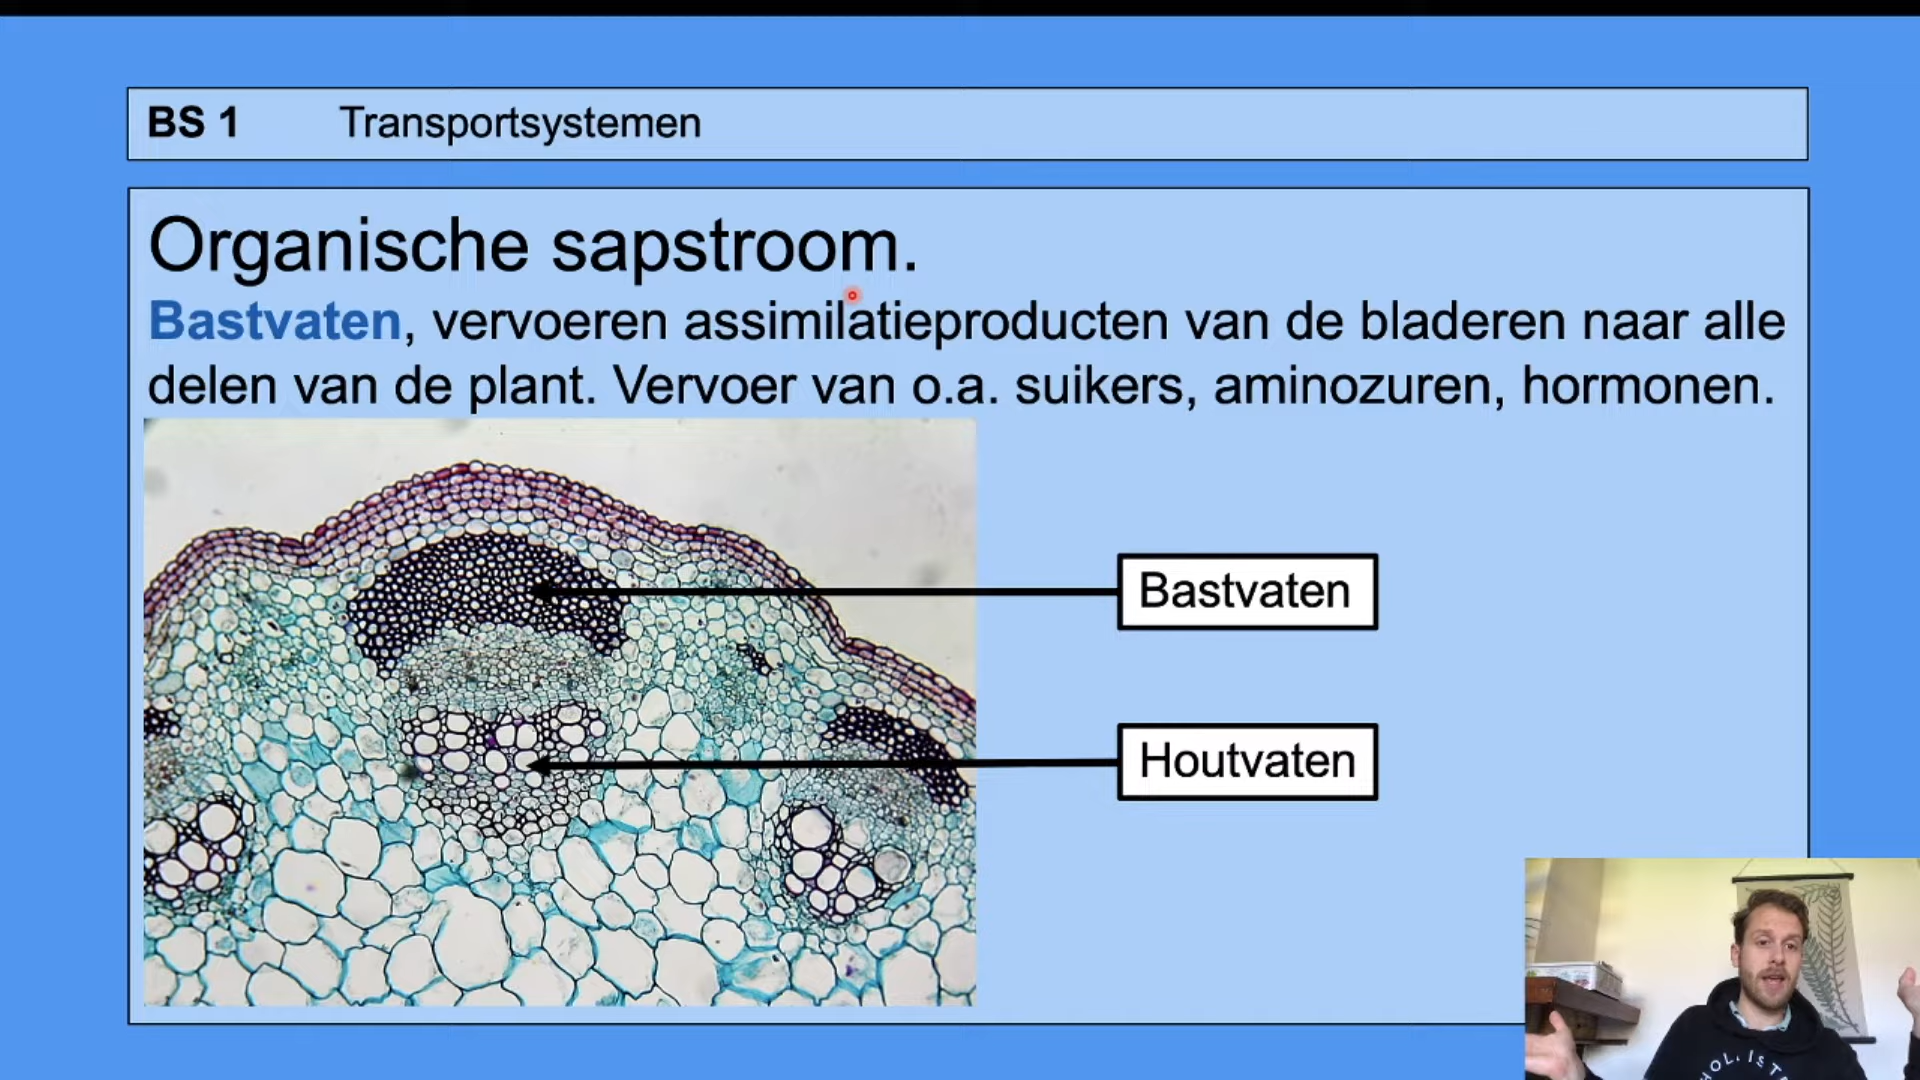 BS 1 Transportsystemen
Organische sapstroom.
Bastvaten, vervoeren assimilatieproducten van de bladeren naar alle
delen van de plant. Vervoer van o.a. suikers, aminozuren, hormonen.
Bastvaten
Houtvaten